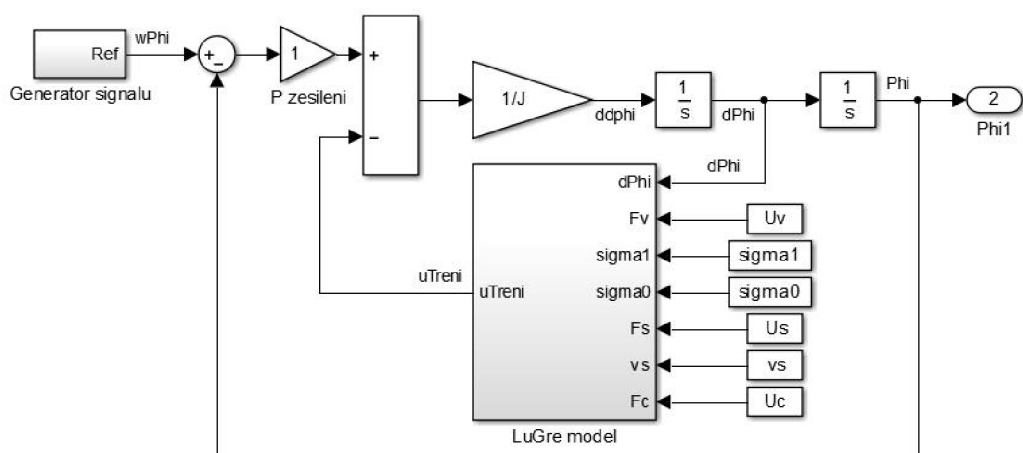 Ref
wPhi
+
−
1
P zesileni
+
−
1/J
ddphi
1
s
dPhi
1
s
Phi
2
Phi1
Generator signalu
dPhi
dPhi
Fv
Uv
sigma1
sigma1
uTreni
uTreni
sigma0
sigma0
Fs
Us
vs
vs
Fc
Uc
LuGre model